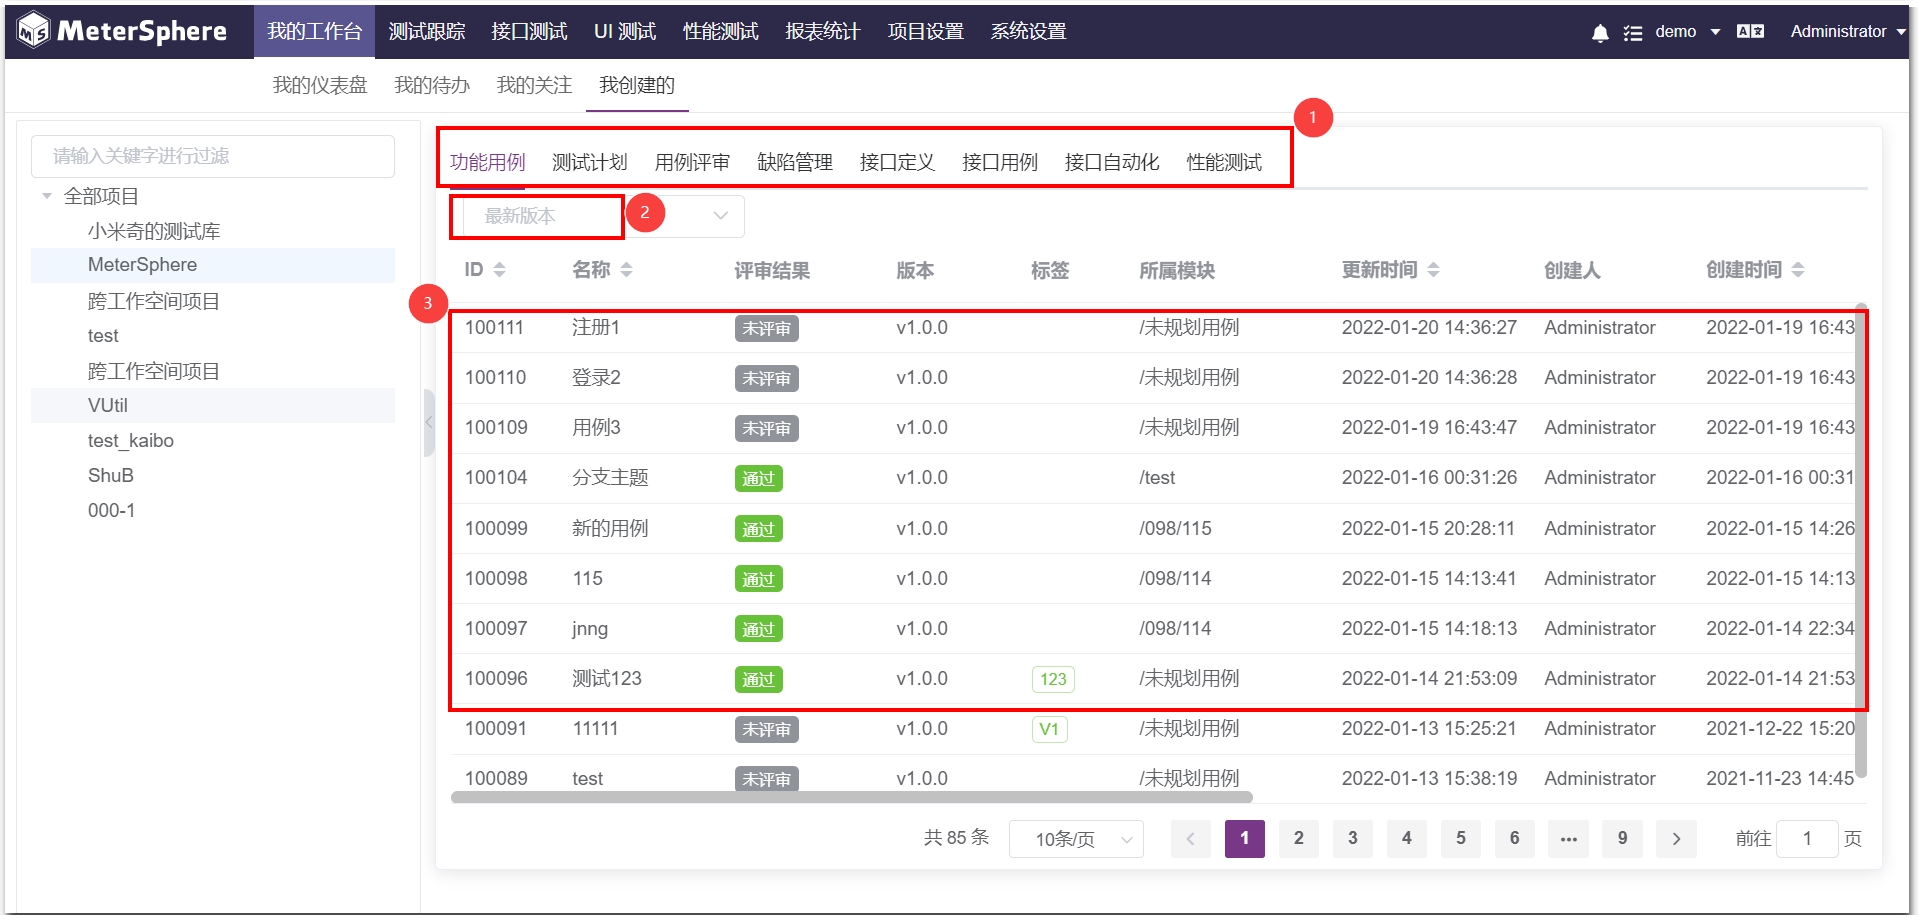 MeterSphere 我的工作台 测试跟踪 接口测试 UI 测试 性能测试 报表统计 项目设置 系统设置 demo Administrator
我的仪表盘 我的待办 我的关注 我创建的
1
请输入关键字进行过滤
全部项目
小米奇的测试库
MeterSphere
跨工作空间项目
test
跨工作空间项目
VUtil
test_kaibo
ShuB
000-1
功能用例 测试计划 用例评审 缺陷管理 接口定义 接口用例 接口自动化 性能测试
最新版本 2
ID 名称 评审结果 版本 标签 所属模块 更新时间 创建人 创建时间
3
100111 注册1 未评审 v1.0.0 /未规划用例 2022-01-20 14:36:27 Administrator 2022-01-19 16:43
100110 登录2 未评审 v1.0.0 /未规划用例 2022-01-20 14:36:28 Administrator 2022-01-19 16:43
100109 用例3 未评审 v1.0.0 /未规划用例 2022-01-19 16:43:47 Administrator 2022-01-19 16:43
100104 分支主题 通过 v1.0.0 /test 2022-01-16 00:31:26 Administrator 2022-01-16 00:31
100099 新的用例 通过 v1.0.0 /098/115 2022-01-15 20:28:11 Administrator 2022-01-15 14:26
100098 115 通过 v1.0.0 /098/114 2022-01-15 14:13:41 Administrator 2022-01-15 14:13
100097 jnng 通过 v1.0.0 /098/114 2022-01-15 14:18:13 Administrator 2022-01-14 22:34
100096 测试123 通过 v1.0.0 123 /未规划用例 2022-01-14 21:53:09 Administrator 2022-01-14 21:53
100091 11111 未评审 v1.0.0 V1 /未规划用例 2022-01-13 15:25:21 Administrator 2021-12-22 15:20
100089 test 未评审 v1.0.0 /未规划用例 2022-01-13 15:38:19 Administrator 2021-11-23 14:45
共 85 条 10条/页 1 2 3 4 5 6 ••• 9 前往 1 页